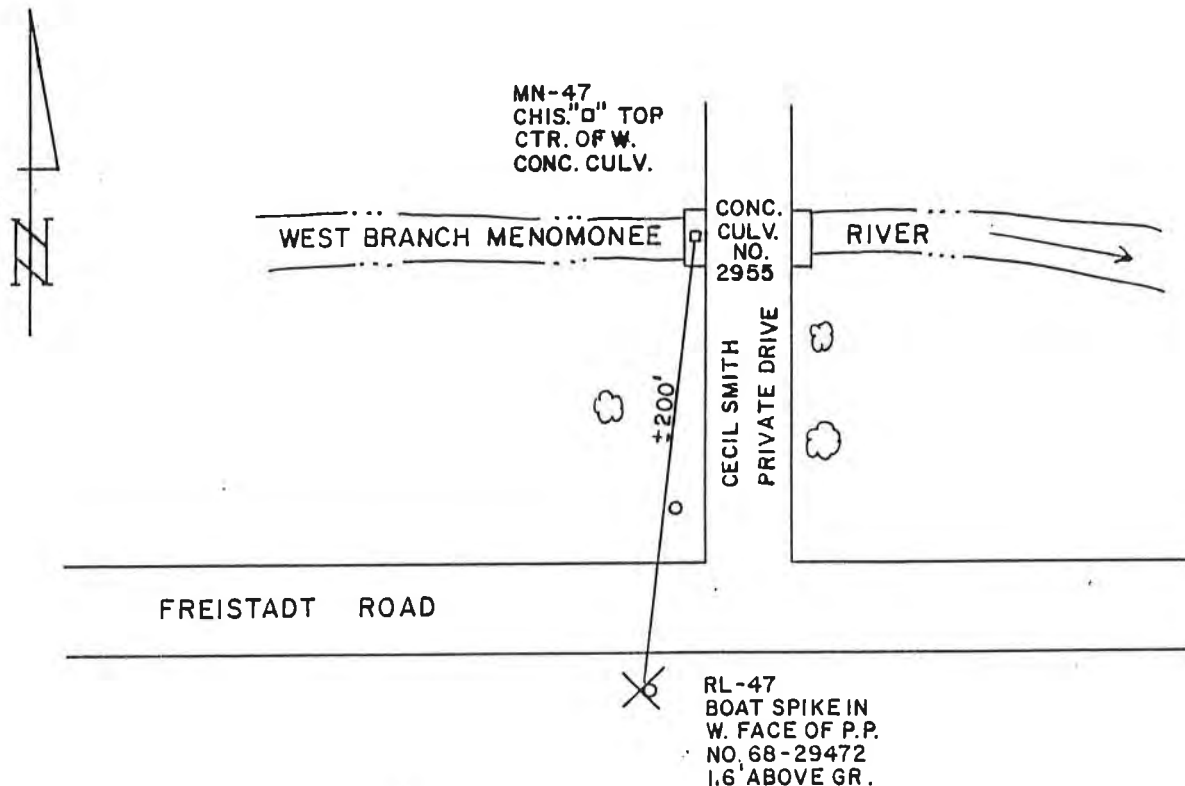 MN-47
CHIS."□" TOP
CTR. OF W.
CONC. CULV.
N
WEST BRANCH MENOMONEE
CONC.
CULV.
NO.
2955
RIVER
±200'
CECIL SMITH
PRIVATE DRIVE
FREISTADT ROAD
RL-47
BOAT SPIKE IN
W. FACE OF P.P.
NO. 68-29472
1.6' ABOVE GR.